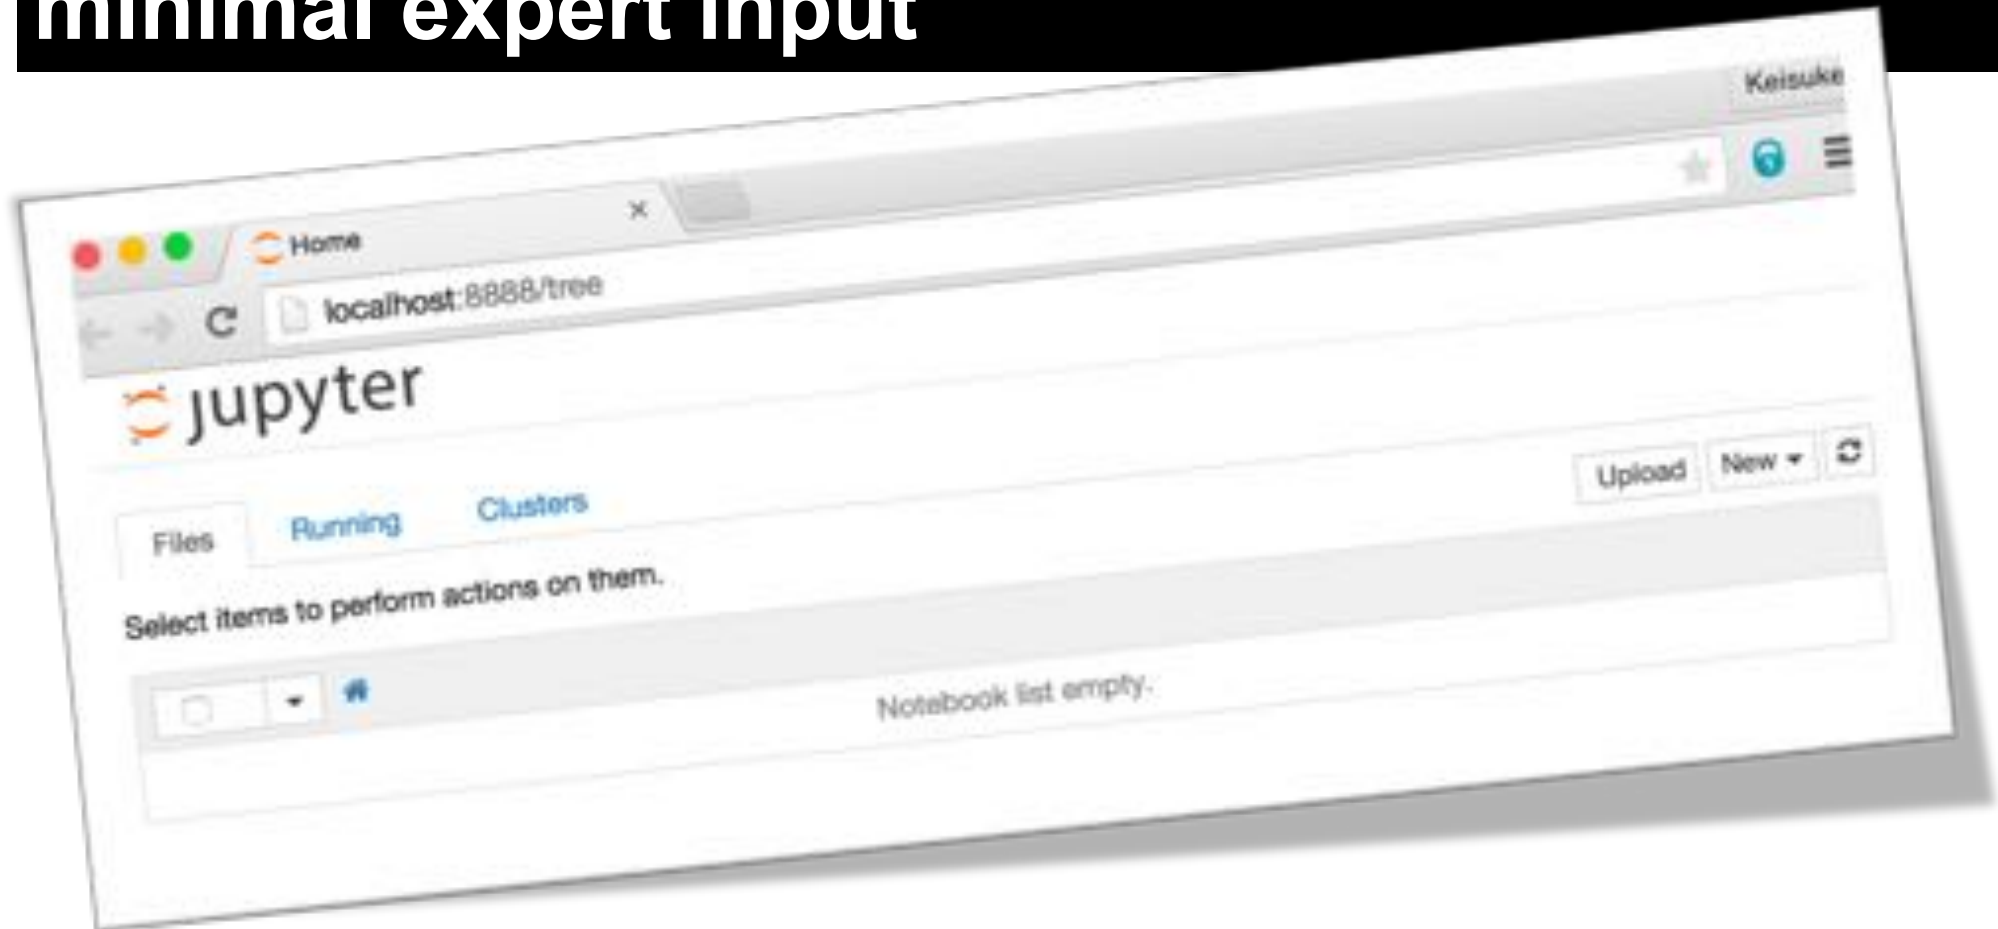 minimal expert input
Keisuke
Home
localhost:8888/tree
jupyter
Files Running Clusters
Upload New
Select items to perform actions on them.
Notebook list empty.